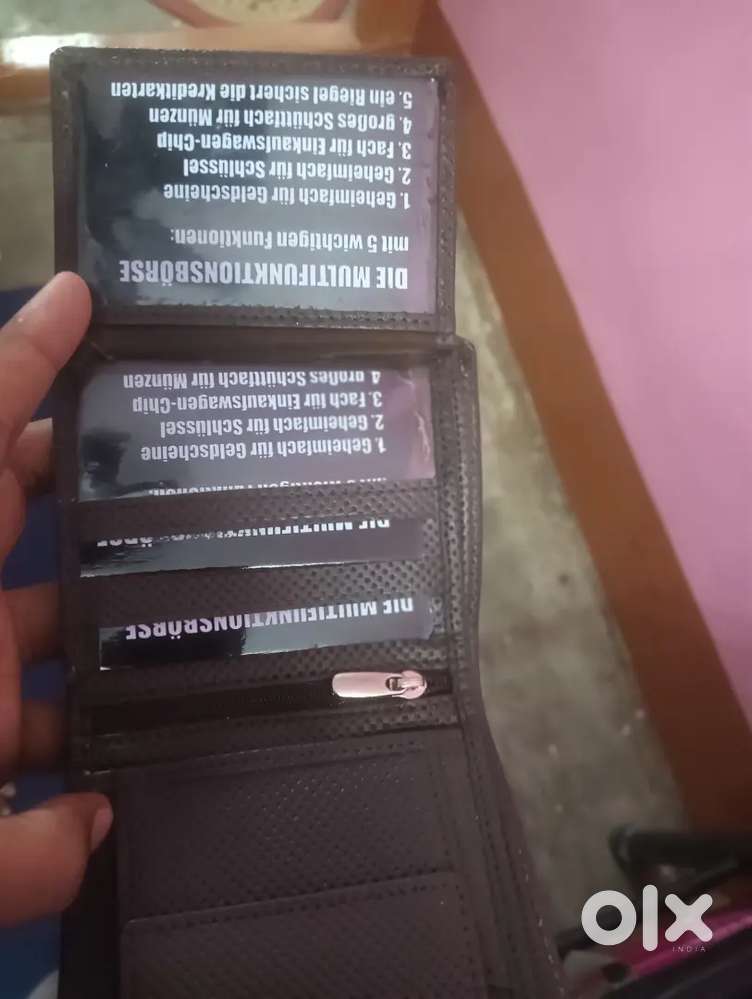 DIE MULTIFUNKTIONSBÖRSE
mit 5 wichtigen Funktionen:
1. Geheimfach für Geldscheine
2. Geheimfach für Schlüssel
3. Fach für Einkaufswagen-Chip
4. großes Schüttfach für Münzen
5. ein Riegel sichert die Kreditkarten
1. Geheimfach für Geldscheine
2. Geheimfach für Schlüssel
3. Fach für Einkaufswagen-Chip
4 großes Schüttfach für Münzen
DIE MULTIFUNKTIONSBÖRSE
olx
INDIA